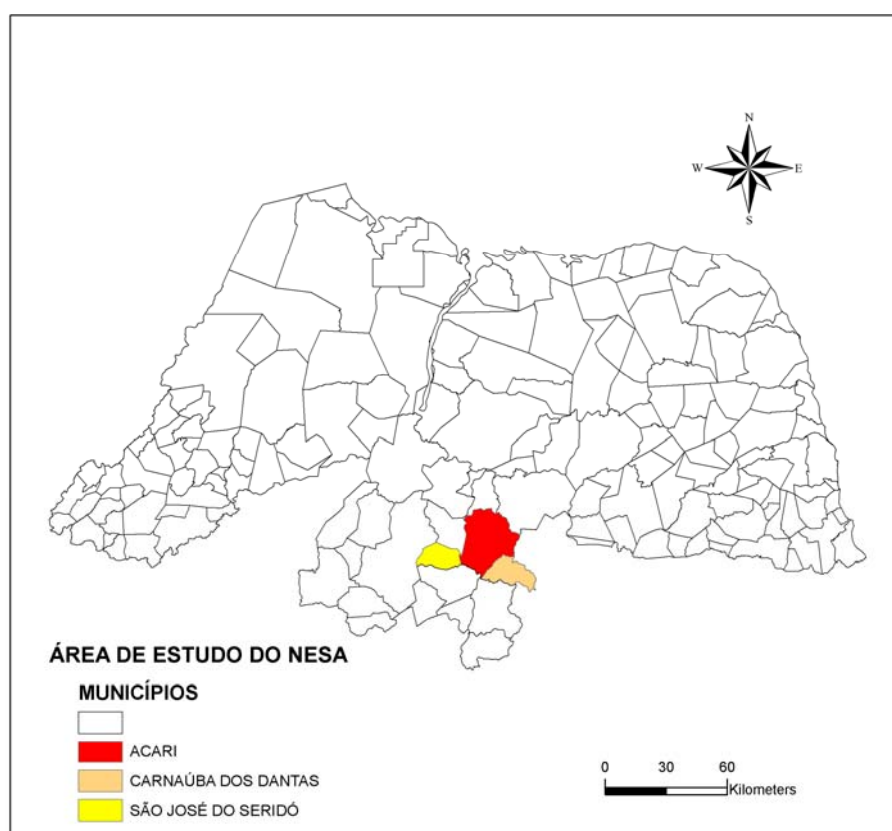 N
W E
S
ÁREA DE ESTUDO DO NESA
MUNICÍPIOS
ACARI
CARNAÚBA DOS DANTAS
SÃO JOSÉ DO SERIDÓ
0 30 60
Kilometers